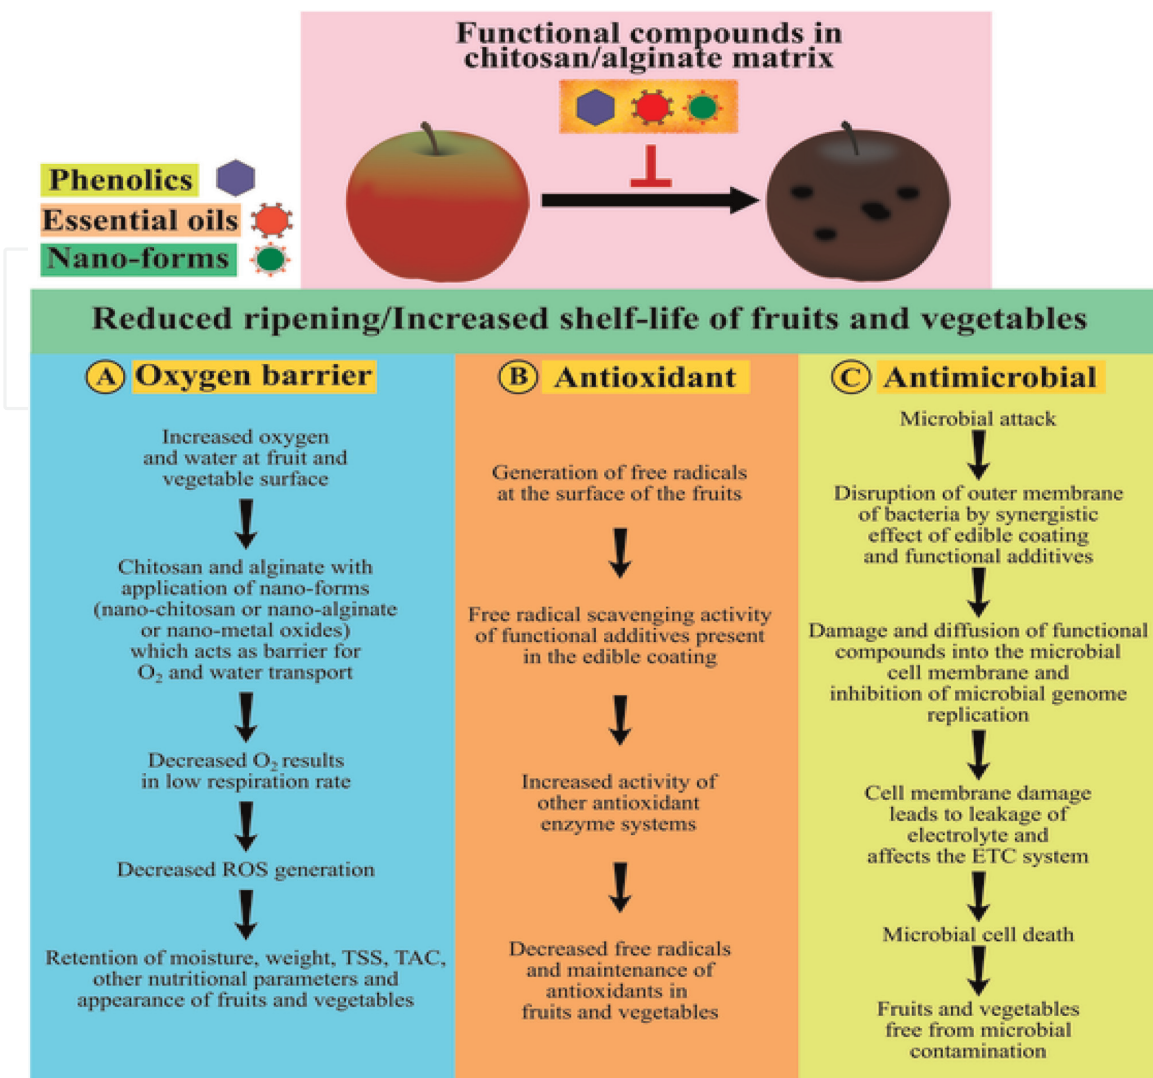 Functional compounds in
chitosan/alginate matrix
Phenolics
Essential oils
Nano-forms
Reduced ripening/Increased shelf-life of fruits and vegetables
A Oxygen barrier
Increased oxygen
and water at fruit and
vegetable surface
Chitosan and alginate with
application of nano-forms
(nano-chitosan or nano-alginate
or nano-metal oxides)
which acts as barrier for
O₂ and water transport
Decreased O₂ results
in low respiration rate
Decreased ROS generation
Retention of moisture, weight, TSS, TAC,
other nutritional parameters and
appearance of fruits and vegetables
B Antioxidant
Generation of free radicals
at the surface of the fruits
Free radical scavenging activity
of functional additives present
in the edible coating
Increased activity of
other antioxidant
enzyme systems
Decreased free radicals
and maintenance of
antioxidants in
fruits and vegetables
C Antimicrobial
Microbial attack
Disruption of outer membrane
of bacteria by synergistic
effect of edible coating
and functional additives
Damage and diffusion of functional
compounds into the microbial
cell membrane and
inhibition of microbial genome
replication
Cell membrane damage
leads to leakage of
electrolyte and
affects the ETC system
Microbial cell death
Fruits and vegetables
free from microbial
contamination